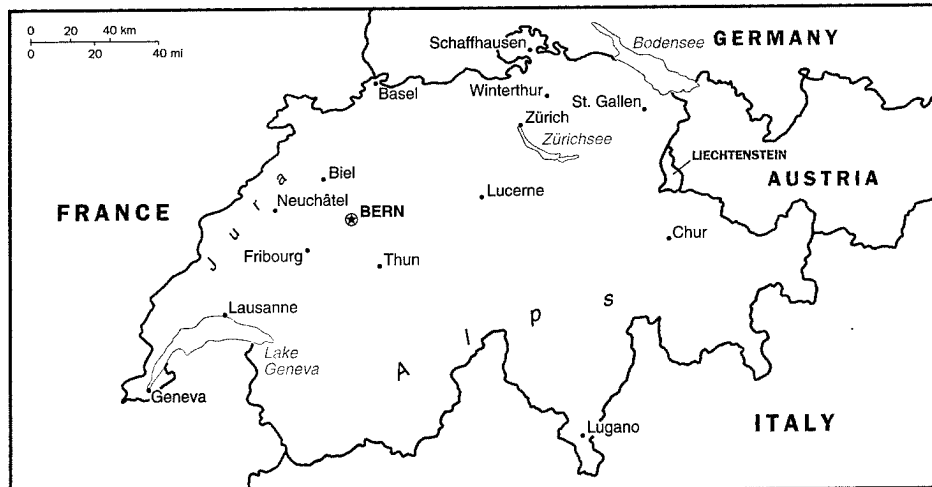 0 20 40 km
0 20 40 mi
Schaffhausen
Bodensee
GERMANY
Basel
Winterthur
St. Gallen
Zürich
Zürichsee
LIECHTENSTEIN
AUSTRIA
Biel
Neuchâtel
BERN
Lucerne
FRANCE
Jura
Fribourg
Thun
Chur
Lausanne
Lake
Geneva
Alps
Geneva
Lugano
ITALY